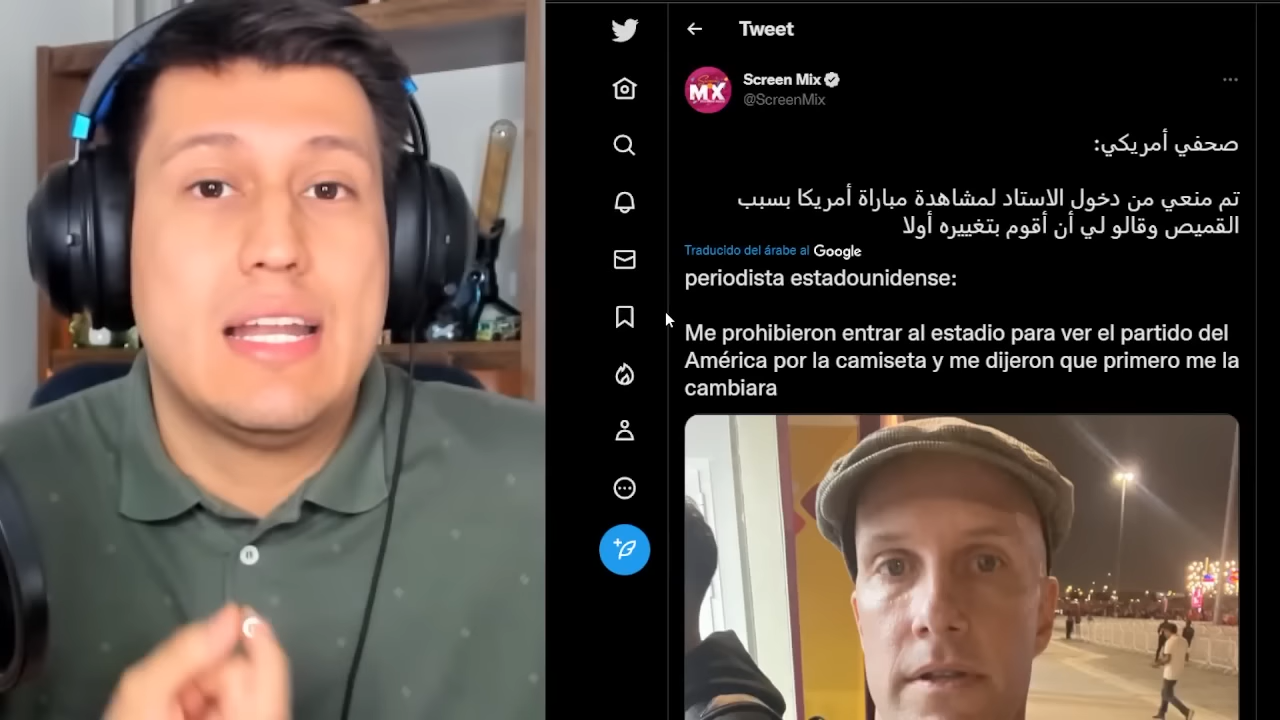 Tweet
Screen Mix
@ScreenMix
MX
صحفي أمريكي:
تم منعي من دخول الاستاد لمشاهدة مباراة أمريكا بسبب
القميص وقالو لي أن أقوم بتغييره أولا
Traducido del árabe al Google
periodista estadounidense:
Me prohibieron entrar al estadio para ver el partido del
América por la camiseta y me dijeron que primero me la
cambiara